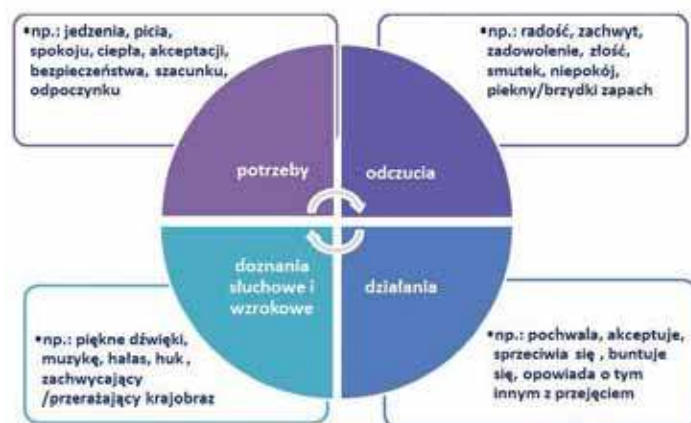 •np.: jedzenia, picia,
spokoju, ciepła, akceptacji,
bezpieczeństwa, szacunku,
odpoczynku
•np.: radość, zachwyt,
zadowolenie, złość,
smutek, niepokój,
piekny/brzydki zapach
potrzeby
odczucia
doznania
słuchowe i
wzrokowe
działania
•np.: piękne dźwięki,
muzykę, hałas, huk ,
zachwycający
/przerażający krajobraz
•np.: pochwala, akceptuje,
sprzeciwia się , buntuje
się, opowiada o tym
innym z przejęciem